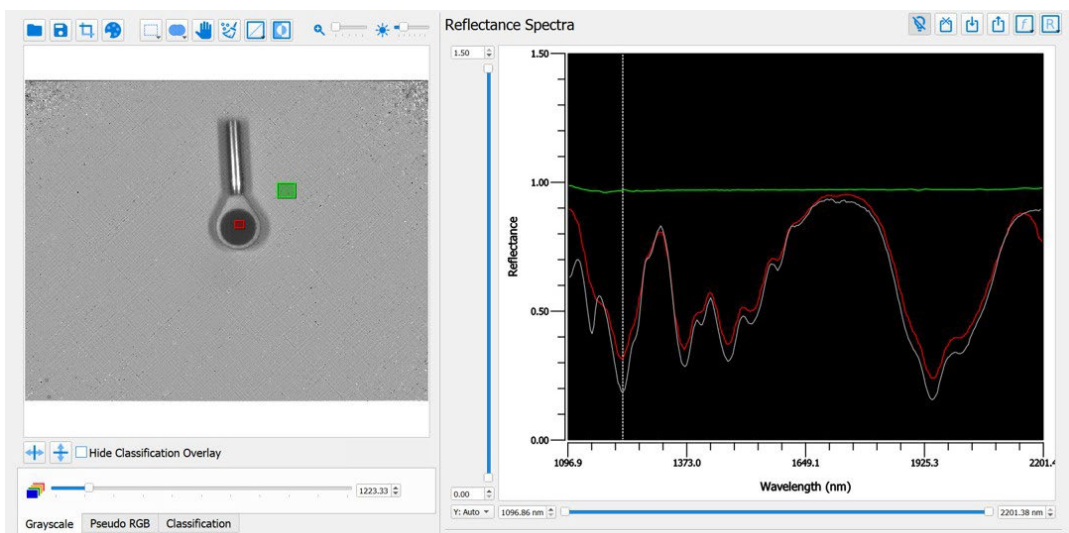 Reflectance Spectra
f
R
1.50
1.50
1.00
0.50
0.00
Reflectance
1096.9
1373.0
1649.1
1925.3
2201.4
Wavelength (nm)
0.00
Y: Auto
1096.86 nm
2201.38 nm
Hide Classification Overlay
1223.33
Grayscale
Pseudo RGB
Classification